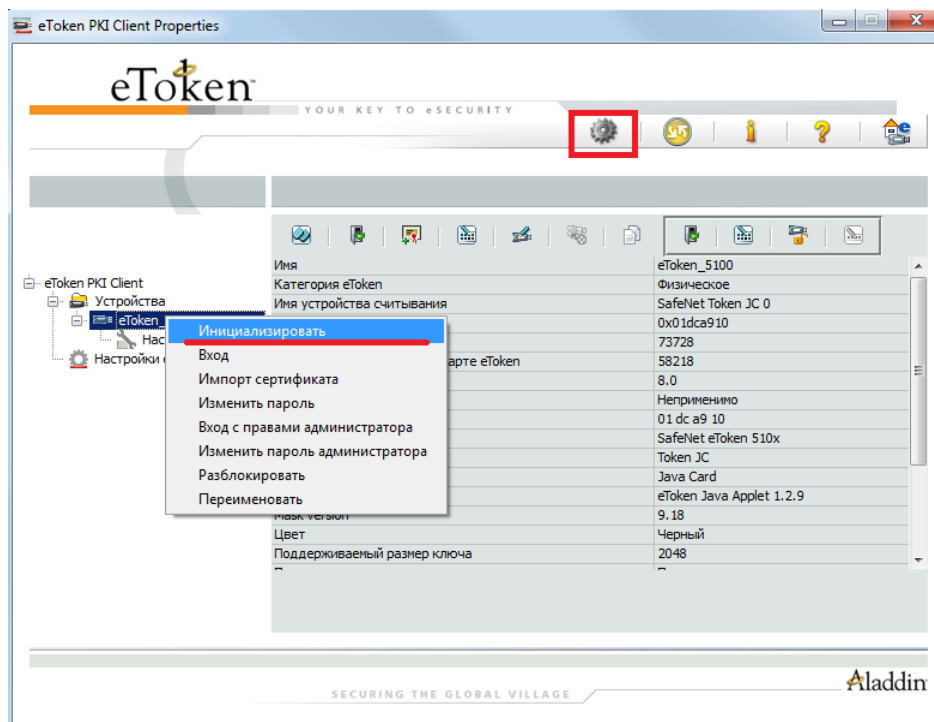 eToken PKI Client Properties
eToken
YOUR KEY TO eSECURITY
eToken PKI Client
Устройства
eToken_
Нас
Настройки
Инициализировать
Вход
Импорт сертификата
Изменить пароль
Вход с правами администратора
Изменить пароль администратора
Разблокировать
Переименовать
Имя eToken_5100
Категория eToken Физическое
Имя устройства считывания SafeNet Token JC 0
0x01dca910
73728
арте eToken 58218
8.0
Неприменимо
01 dc a9 10
SafeNet eToken 510x
Token JC
Java Card
eToken Java Applet 1.2.9
Mask version 9.18
Цвет Черный
Поддерживаемый размер ключа 2048
SECURING THE GLOBAL VILLAGE
Aladdin